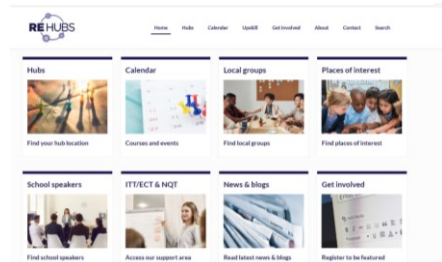 RE HUBS
Home Hubs Calendar Upskill Get Involved About Contact Search
Hubs Calendar Local groups Places of interest
Find your hub location Courses and events Find local groups Find places of interest
School speakers ITT/ECT & NQT News & blogs Get involved
Find school speakers Access our support area Read latest news & blogs Register to be featured